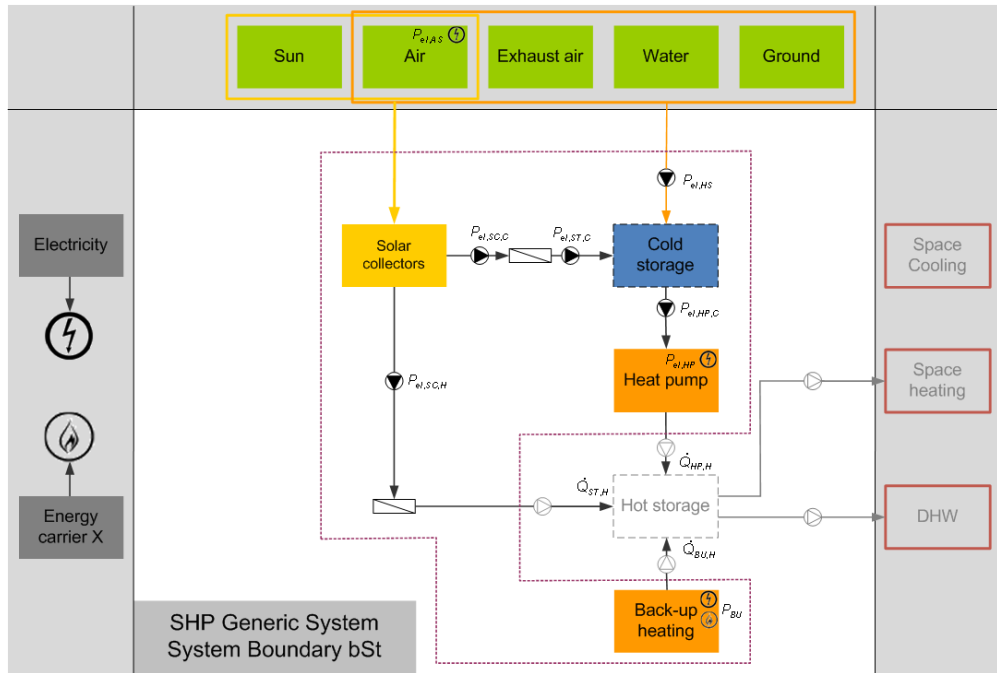 P_el,AS
Sun
Air
Exhaust air
Water
Ground
P_el,HS
Electricity
Solar
collectors
P_el,SC,C
P_el,ST,C
Cold
storage
Space
Cooling
P_el,HP,C
P_el,HP
Heat pump
Space
heating
P_el,SC,H
Q̇_HP,H
Q̇_ST,H
Hot storage
DHW
Energy
carrier X
Q̇_BU,H
Back-up
heating
P_BU
SHP Generic System
System Boundary bSt